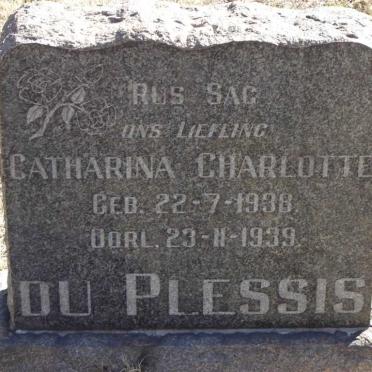 RUS SAG
ONS LIEFLING
CATHARINA CHARLOTTE
GEB. 22-7-1938.
OORL. 23-11-1939.
DU PLESSIS